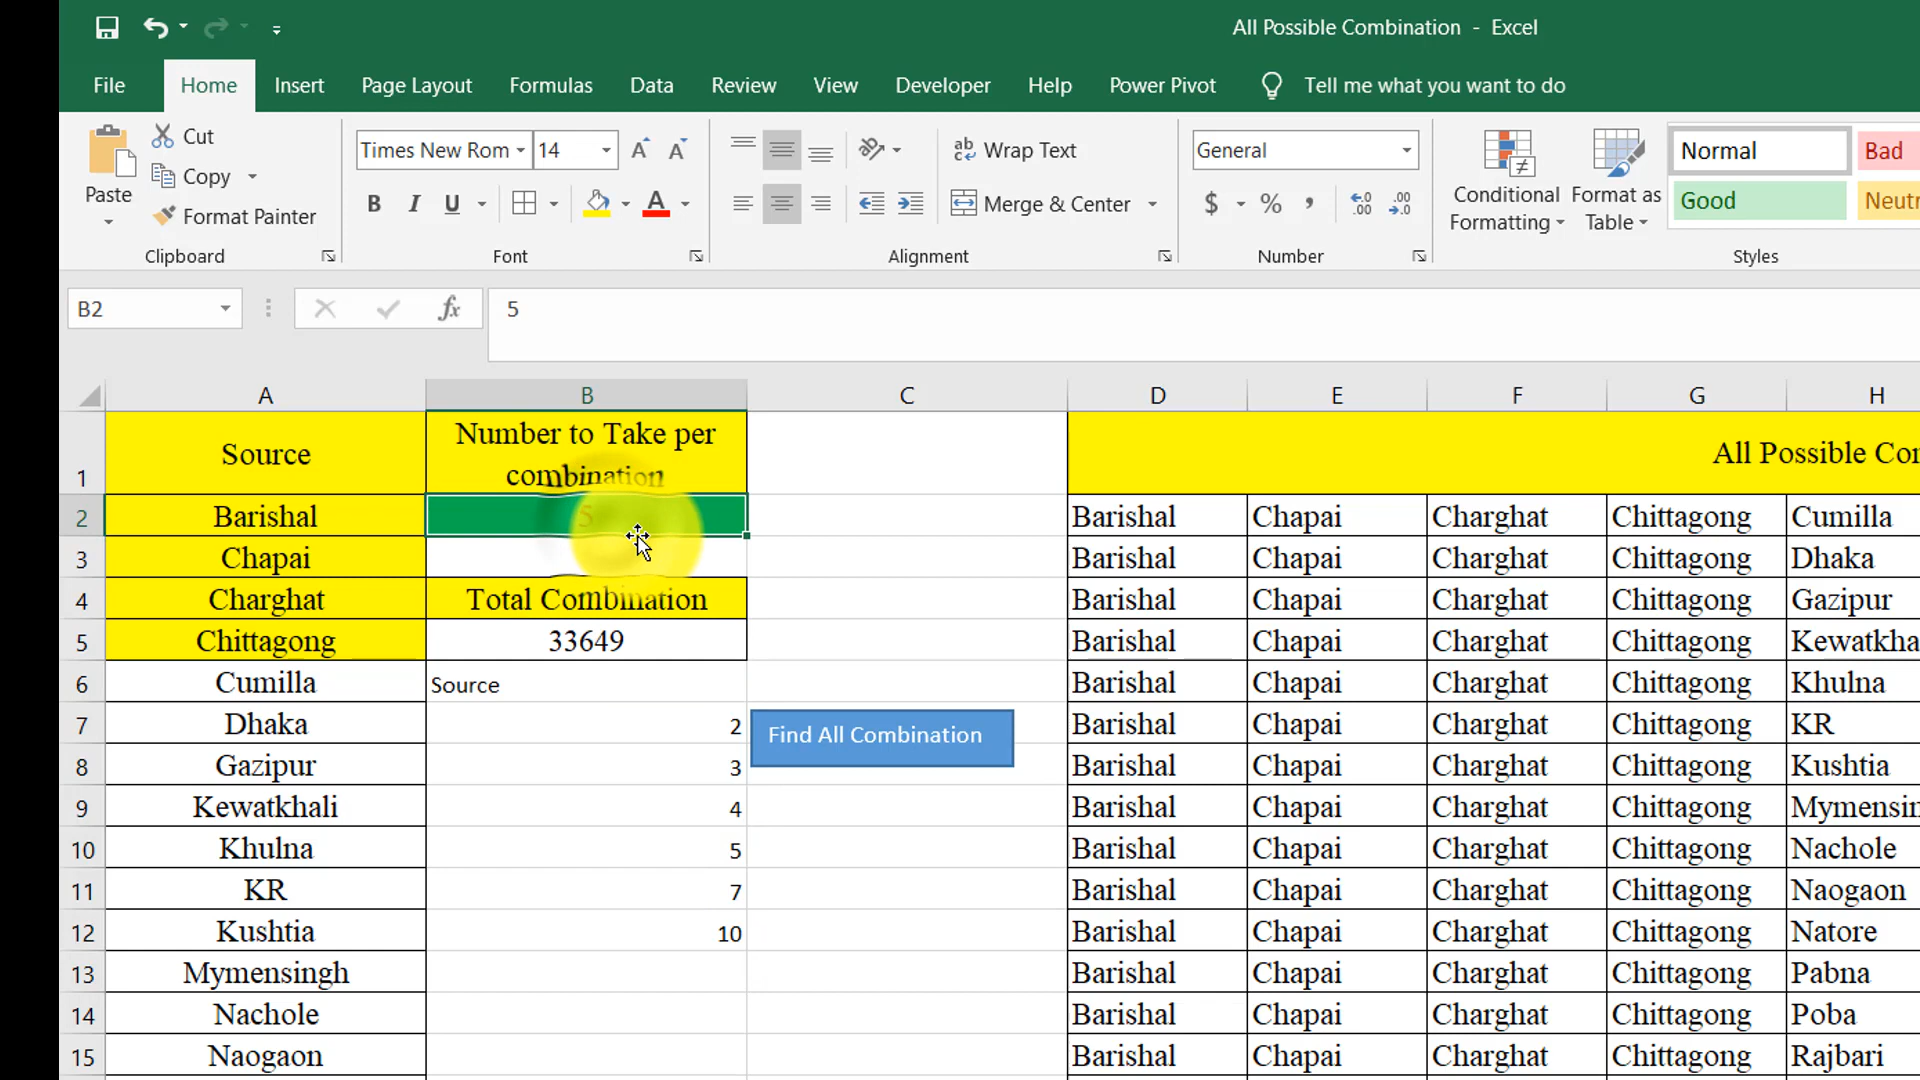 All Possible Combination - Excel
File Home Insert Page Layout Formulas Data Review View Developer Help Power Pivot Tell me what you want to do
Paste
Cut
Copy
Format Painter
Clipboard
Times New Rom 14
B I U A
Font
ab Wrap Text
Merge & Center
Alignment
General
$ % ,
Number
Conditional Formatting
Format as Table
Normal Bad
Good Neutr
Styles
B2 fx 5
A B C D E F G H
1 Source Number to Take per combination All Possible Con
2 Barishal 5 Barishal Chapai Charghat Chittagong Cumilla
3 Chapai Barishal Chapai Charghat Chittagong Dhaka
4 Charghat Total Combination Barishal Chapai Charghat Chittagong Gazipur
5 Chittagong 33649 Barishal Chapai Charghat Chittagong Kewatkha
6 Cumilla Source Barishal Chapai Charghat Chittagong Khulna
7 Dhaka 2 Find All Combination Barishal Chapai Charghat Chittagong KR
8 Gazipur 3 Barishal Chapai Charghat Chittagong Kushtia
9 Kewatkhali 4 Barishal Chapai Charghat Chittagong Mymensin
10 Khulna 5 Barishal Chapai Charghat Chittagong Nachole
11 KR 7 Barishal Chapai Charghat Chittagong Naogaon
12 Kushtia 10 Barishal Chapai Charghat Chittagong Natore
13 Mymensingh Barishal Chapai Charghat Chittagong Pabna
14 Nachole Barishal Chapai Charghat Chittagong Poba
15 Naogaon Barishal Chapai Charghat Chittagong Rajbari